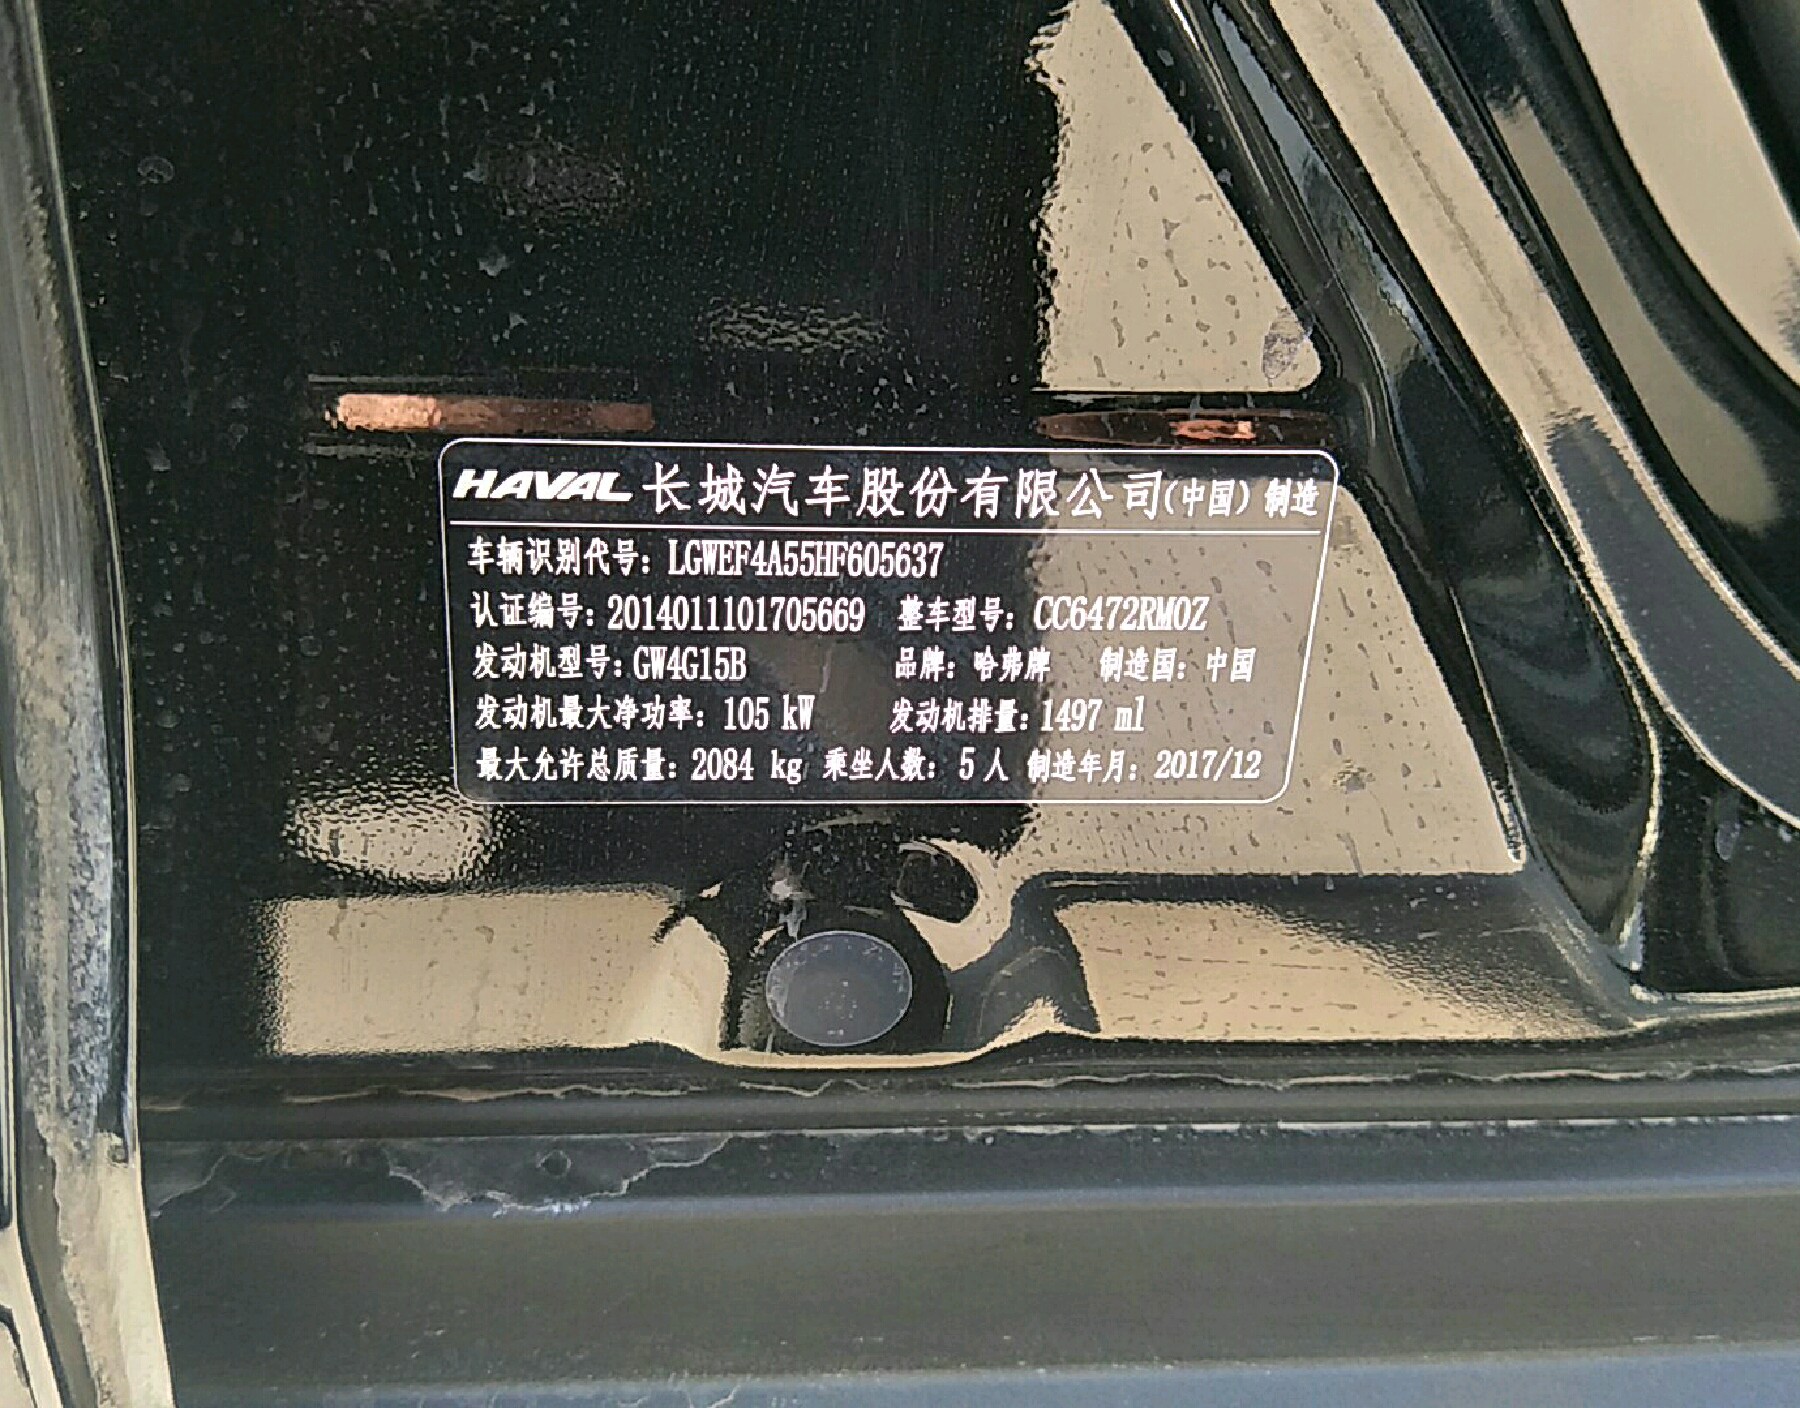 HAVAL 长城汽车股份有限公司(中国) 制造
车辆识别代号: LGWEF4A55HF605637
认证编号: 2014011101705669 整车型号: CC6472RM0Z
发动机型号: GW4G15B 品牌: 哈弗牌 制造国: 中国
发动机最大净功率: 105 kW 发动机排量: 1497 ml
最大允许总质量: 2084 kg 乘坐人数: 5 人 制造年月: 2017/12